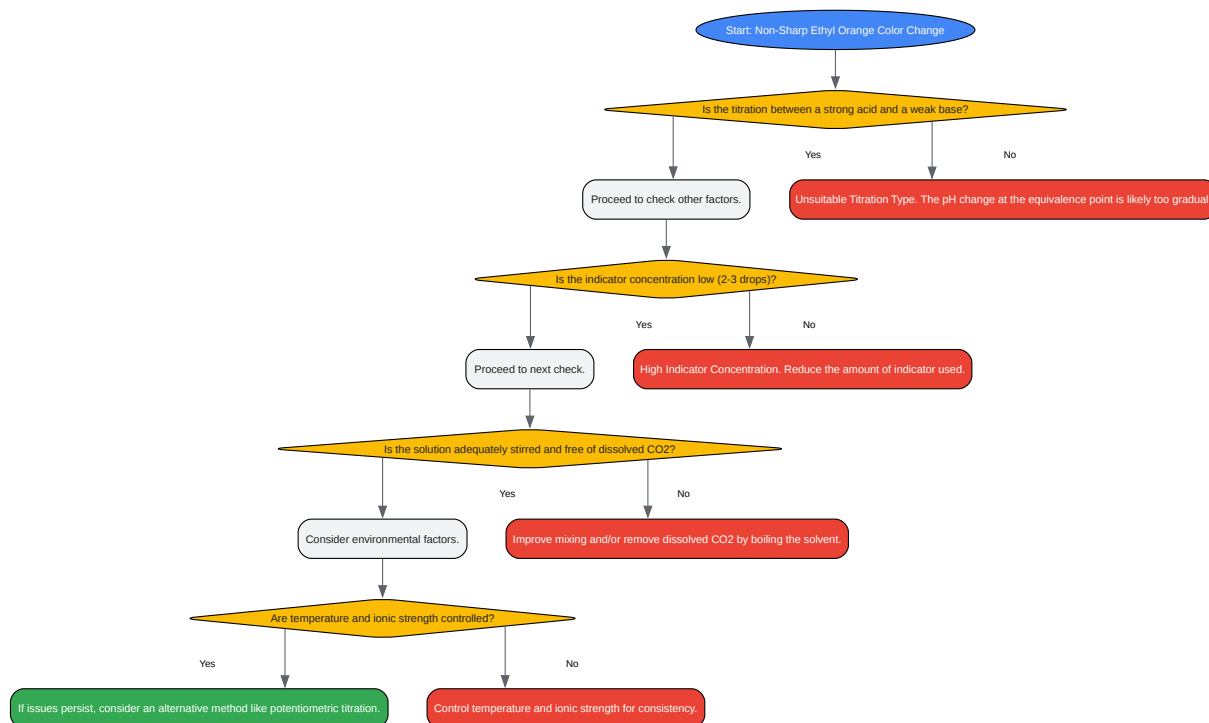 Start: Non-Sharp Ethyl Orange Color Change
Is the titration between a strong acid and a weak base?
Yes
No
Proceed to check other factors.
Unsuitable Titration Type. The pH change at the equivalence point is likely too gradual
Is the indicator concentration low (2-3 drops)?
Yes
No
Proceed to next check.
High Indicator Concentration. Reduce the amount of indicator used.
Is the solution adequately stirred and free of dissolved CO2?
Yes
No
Consider environmental factors.
Improve mixing and/or remove dissolved CO2 by boiling the solvent.
Are temperature and ionic strength controlled?
Yes
No
If issues persist, consider an alternative method like potentiometric titration.
Control temperature and ionic strength for consistency.